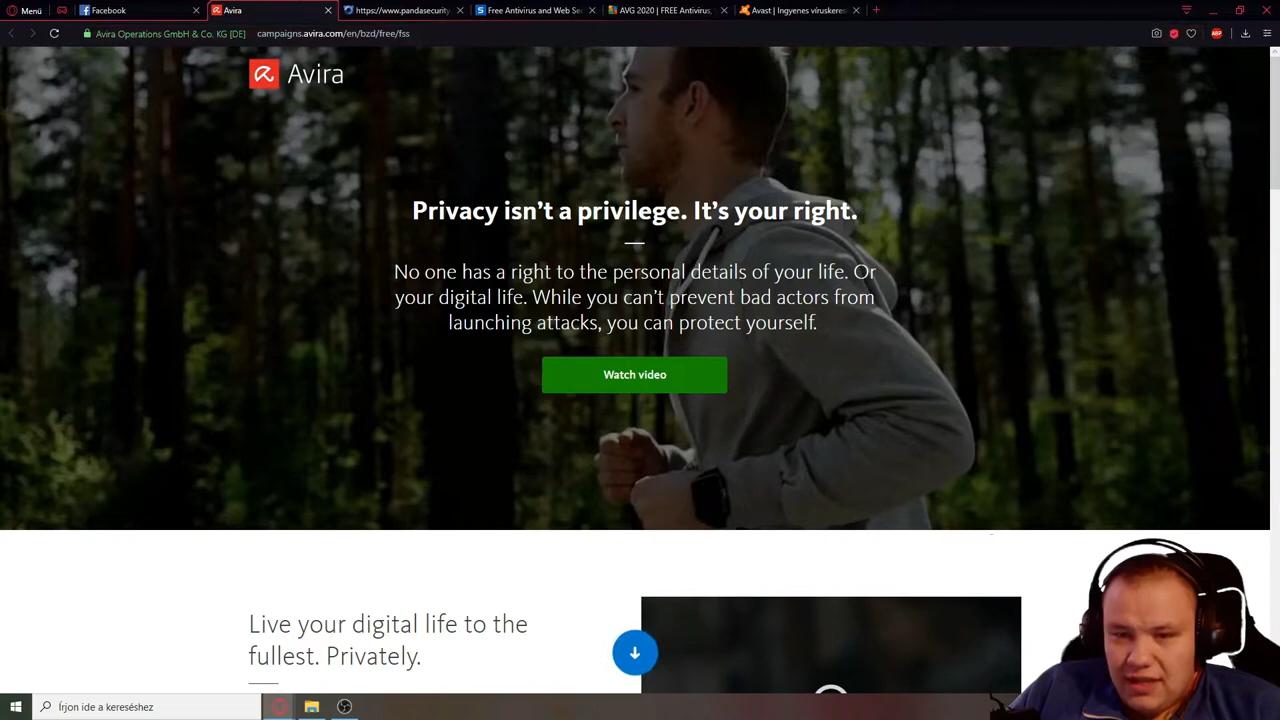 Menü
Facebook
Avira
https://www.pandasecurity.
Free Antivirus and Web Se
AVG 2020 | FREE Antivirus,
Avast | Ingyenes víruskeres
Avira Operations GmbH & Co. KG [DE]
campaigns.avira.com/en/bzd/free/fss
ABP
Avira
Privacy isn’t a privilege. It’s your right.
No one has a right to the personal details of your life. Or
your digital life. While you can’t prevent bad actors from
launching attacks, you can protect yourself.
Watch video
Live your digital life to the
fullest. Privately.
Írjon ide a kereséshez